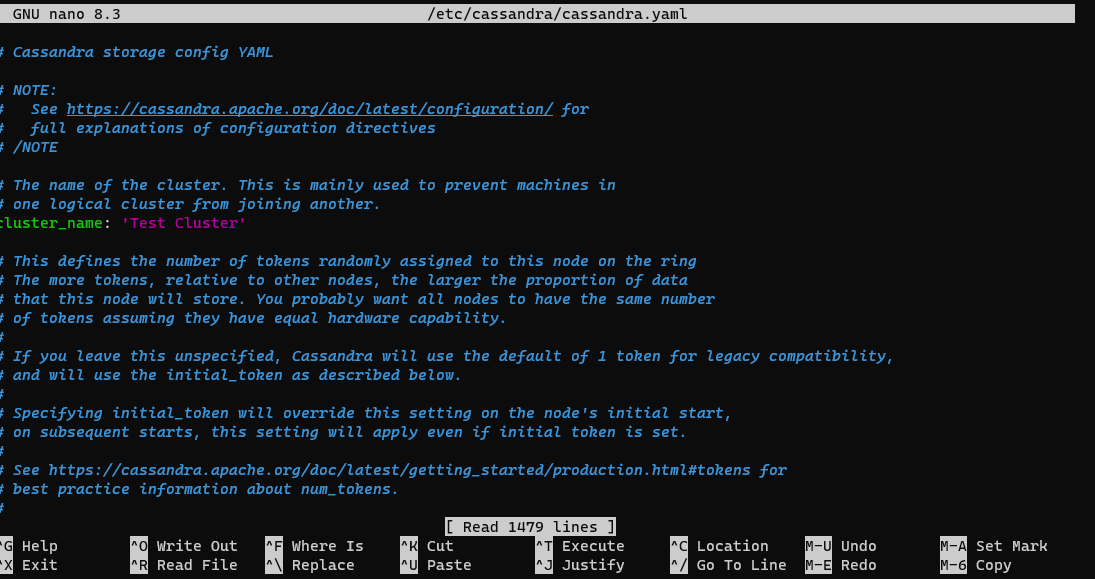 GNU nano 8.3 /etc/cassandra/cassandra.yaml
# Cassandra storage config YAML
# NOTE:
# See https://cassandra.apache.org/doc/latest/configuration/ for
# full explanations of configuration directives
# /NOTE
# The name of the cluster. This is mainly used to prevent machines in
# one logical cluster from joining another.
cluster_name: 'Test Cluster'
# This defines the number of tokens randomly assigned to this node on the ring
# The more tokens, relative to other nodes, the larger the proportion of data
# that this node will store. You probably want all nodes to have the same number
# of tokens assuming they have equal hardware capability.
#
# If you leave this unspecified, Cassandra will use the default of 1 token for legacy compatibility,
# and will use the initial_token as described below.
#
# Specifying initial_token will override this setting on the node's initial start,
# on subsequent starts, this setting will apply even if initial token is set.
#
# See https://cassandra.apache.org/doc/latest/getting_started/production.html#tokens for
# best practice information about num_tokens.
#
[ Read 1479 lines ]
^G Help ^O Write Out ^F Where Is ^K Cut ^T Execute ^C Location M-U Undo M-A Set Mark
^X Exit ^R Read File ^\ Replace ^U Paste ^J Justify ^/ Go To Line M-E Redo M-6 Copy